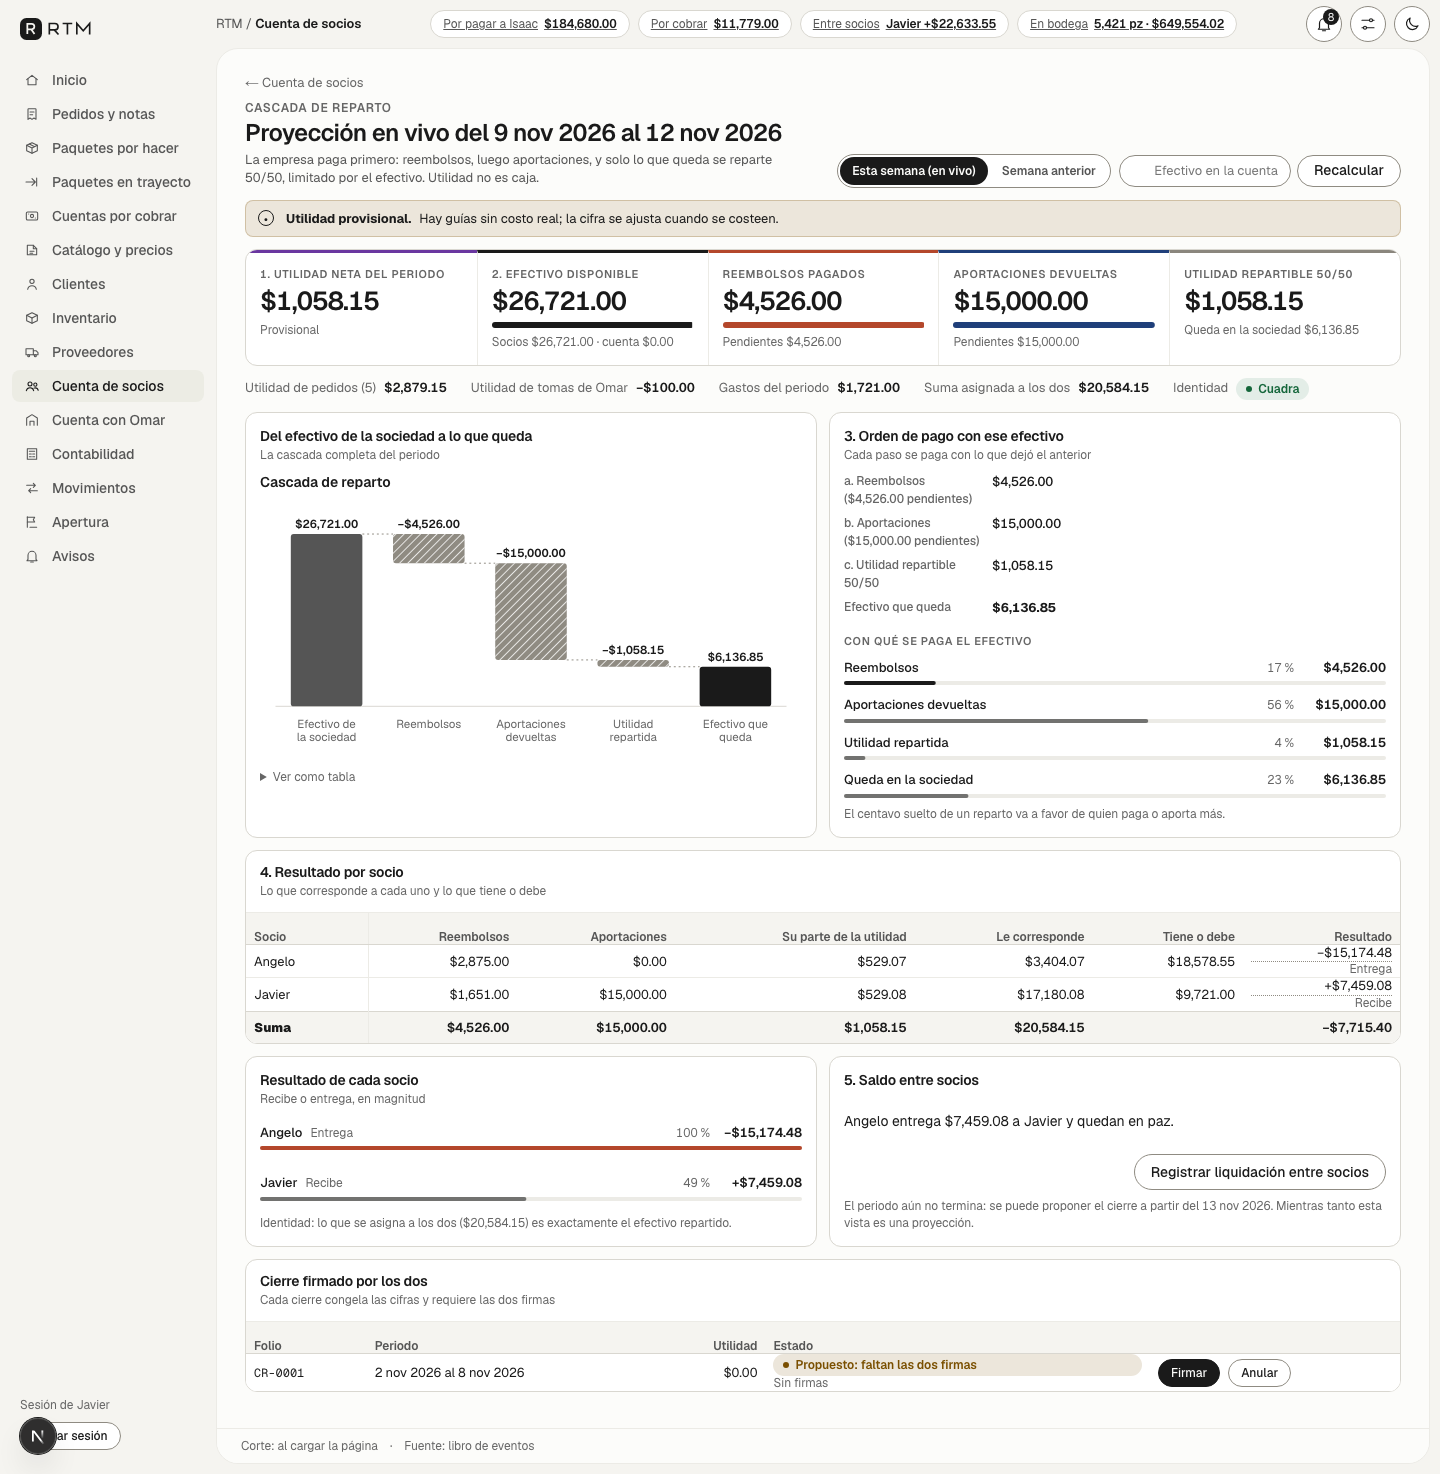 R RTM
RTM / Cuenta de socios
Por pagar a Isaac $184,680.00
Por cobrar $11,779.00
Entre socios Javier +$22,633.55
En bodega 5,421 pz · $649,554.02
8
Inicio
Pedidos y notas
Paquetes por hacer
Paquetes en trayecto
Cuentas por cobrar
Catálogo y precios
Clientes
Inventario
Proveedores
Cuenta de socios
Cuenta con Omar
Contabilidad
Movimientos
Apertura
Avisos
Sesión de Javier
N
ar sesión
← Cuenta de socios
CASCADA DE REPARTO
Proyección en vivo del 9 nov 2026 al 12 nov 2026
La empresa paga primero: reembolsos, luego aportaciones, y solo lo que queda se reparte
50/50, limitado por el efectivo. Utilidad no es caja.
Esta semana (en vivo)
Semana anterior
Efectivo en la cuenta
Recalcular
Utilidad provisional. Hay guías sin costo real; la cifra se ajusta cuando se costeen.
1. UTILIDAD NETA DEL PERIODO
$1,058.15
Provisional
2. EFECTIVO DISPONIBLE
$26,721.00
Socios $26,721.00 · cuenta $0.00
REEMBOLSOS PAGADOS
$4,526.00
Pendientes $4,526.00
APORTACIONES DEVUELTAS
$15,000.00
Pendientes $15,000.00
UTILIDAD REPARTIBLE 50/50
$1,058.15
Queda en la sociedad $6,136.85
Utilidad de pedidos (5) $2,879.15
Utilidad de tomas de Omar −$100.00
Gastos del periodo $1,721.00
Suma asignada a los dos $20,584.15
Identidad Cuadra
Del efectivo de la sociedad a lo que queda
La cascada completa del periodo
Cascada de reparto
$26,721.00
−$4,526.00
−$15,000.00
−$1,058.15
$6,136.85
Efectivo de
la sociedad
Reembolsos
Aportaciones
devueltas
Utilidad
repartida
Efectivo que
queda
▶ Ver como tabla
3. Orden de pago con ese efectivo
Cada paso se paga con lo que dejó el anterior
a. Reembolsos
($4,526.00 pendientes)
$4,526.00
b. Aportaciones
($15,000.00 pendientes)
$15,000.00
c. Utilidad repartible
50/50
$1,058.15
Efectivo que queda $6,136.85
CON QUÉ SE PAGA EL EFECTIVO
Reembolsos 17 % $4,526.00
Aportaciones devueltas 56 % $15,000.00
Utilidad repartida 4 % $1,058.15
Queda en la sociedad 23 % $6,136.85
El centavo suelto de un reparto va a favor de quien paga o aporta más.
4. Resultado por socio
Lo que corresponde a cada uno y lo que tiene o debe
Socio Reembolsos Aportaciones Su parte de la utilidad Le corresponde Tiene o debe Resultado
Angelo $2,875.00 $0.00 $529.07 $3,404.07 $18,578.55 −$15,174.48
Entrega
Javier $1,651.00 $15,000.00 $529.08 $17,180.08 $9,721.00 +$7,459.08
Recibe
Suma $4,526.00 $15,000.00 $1,058.15 $20,584.15 −$7,715.40
Resultado de cada socio
Recibe o entrega, en magnitud
Angelo Entrega 100 % −$15,174.48
Javier Recibe 49 % +$7,459.08
Identidad: lo que se asigna a los dos ($20,584.15) es exactamente el efectivo repartido.
5. Saldo entre socios
Angelo entrega $7,459.08 a Javier y quedan en paz.
Registrar liquidación entre socios
El periodo aún no termina: se puede proponer el cierre a partir del 13 nov 2026. Mientras tanto esta
vista es una proyección.
Cierre firmado por los dos
Cada cierre congela las cifras y requiere las dos firmas
Folio Periodo Utilidad Estado
CR-0001 2 nov 2026 al 8 nov 2026 $0.00 Propuesto: faltan las dos firmas
Sin firmas
Firmar
Anular
Corte: al cargar la página · Fuente: libro de eventos